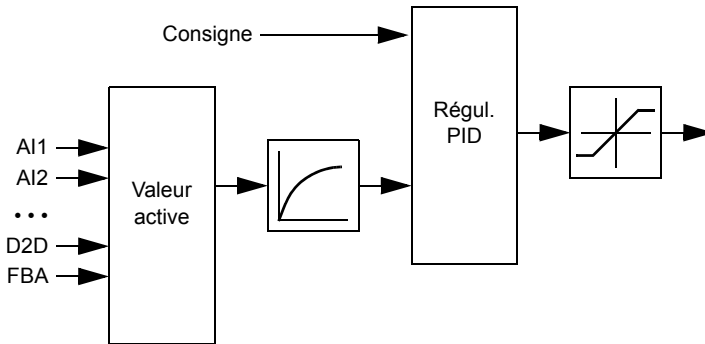 Consigne
Régul.
PID
AI1
AI2
• • •
D2D
FBA
Valeur
active